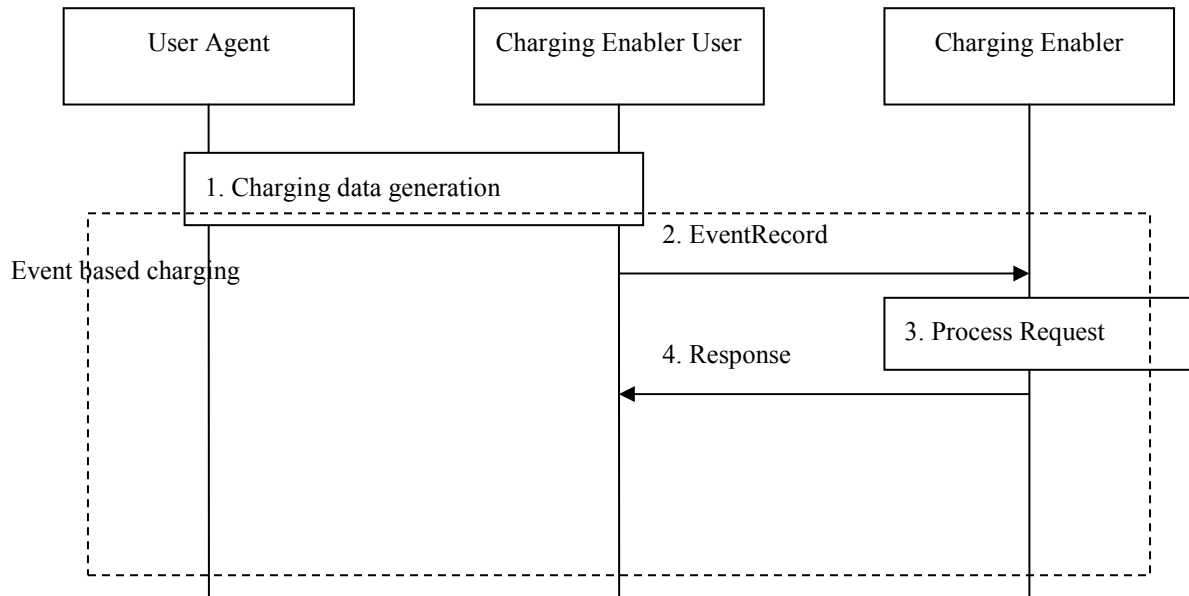 User Agent
Charging Enabler User
Charging Enabler
1. Charging data generation
2. EventRecord
Event based charging
3. Process Request
4. Response